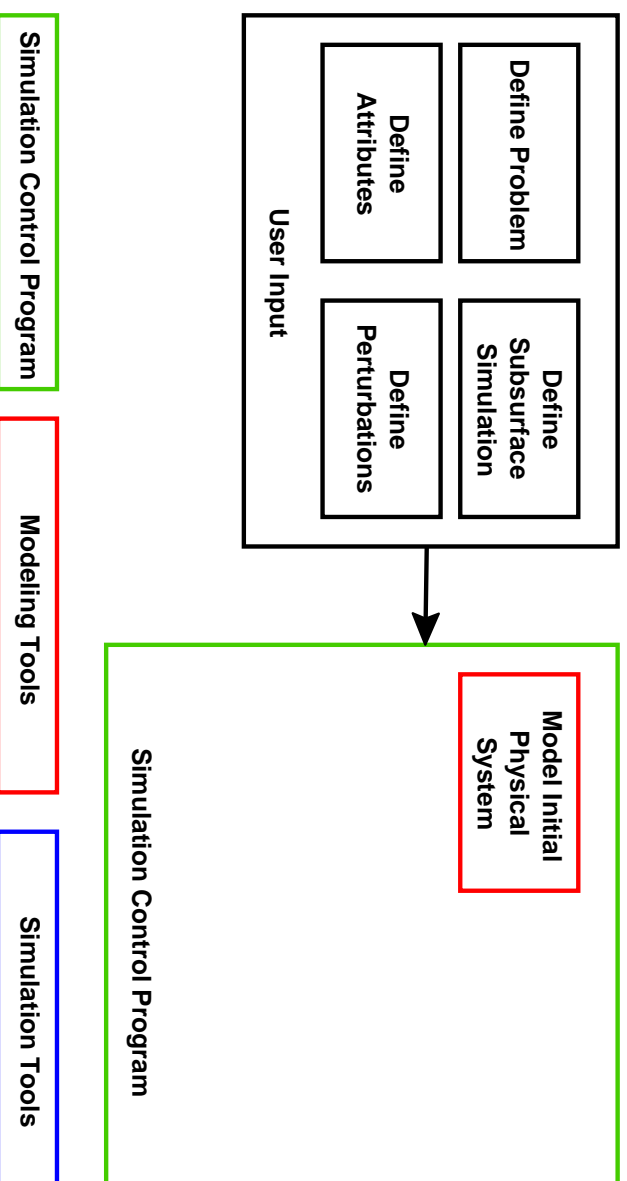 Define Problem
Define
Subsurface
Simulation
Define
Attributes
Define
Perturbations
User Input
Model Initial
Physical
System
Simulation Control Program
Simulation Control Program
Modeling Tools
Simulation Tools